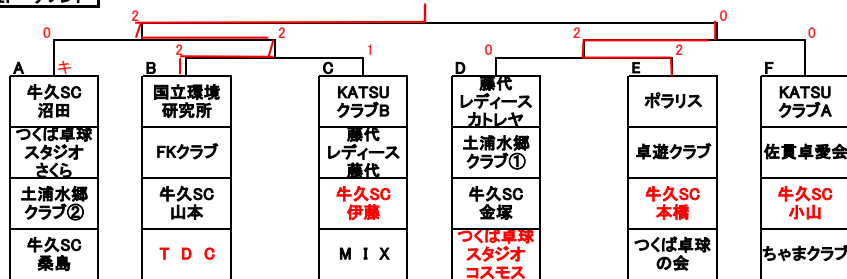 2 0
0 2 2 0
キ 2 1 0 2
A B C D E F
牛久SC
沼田
つくば卓球
スタジオ
さくら
土浦水郷
クラブ②
牛久SC
桑島
国立環境
研究所
FKクラブ
牛久SC
山本
T D C
KATSU
クラブB
藤代
レディース
藤代
牛久SC
伊藤
M I X
藤代
レディース
カトレヤ
土浦水郷
クラブ①
牛久SC
金塚
つくば卓球
スタジオ
コスモス
ポラリス
卓遊クラブ
牛久SC
本橋
つくば卓球
の会
KATSU
クラブA
佐貫卓愛会
牛久SC
小山
ちゃまクラブ